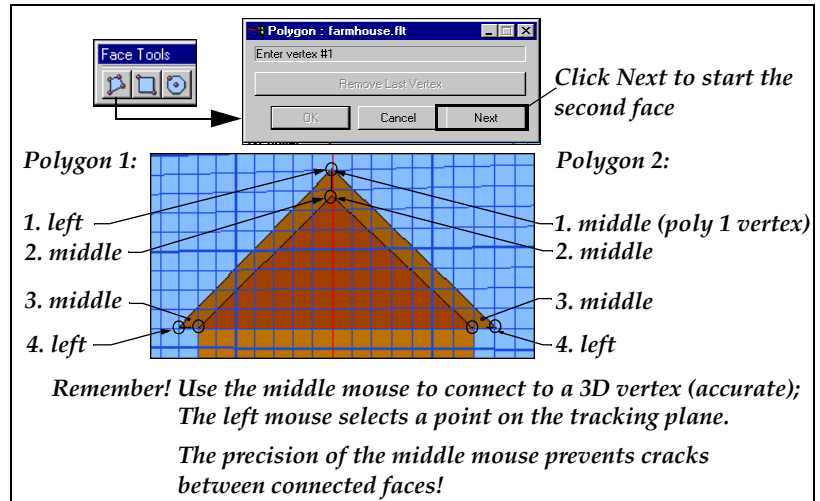 Polygon : farmhouse.flt
Enter vertex #1
Face Tools
Remove Last Vertex
OK
Cancel
Next
Click Next to start the
second face
Polygon 1:
Polygon 2:
1. left
2. middle
3. middle
4. left
1. middle (poly 1 vertex)
2. middle
3. middle
4. left
Remember! Use the middle mouse to connect to a 3D vertex (accurate);
The left mouse selects a point on the tracking plane.
The precision of the middle mouse prevents cracks
between connected faces!